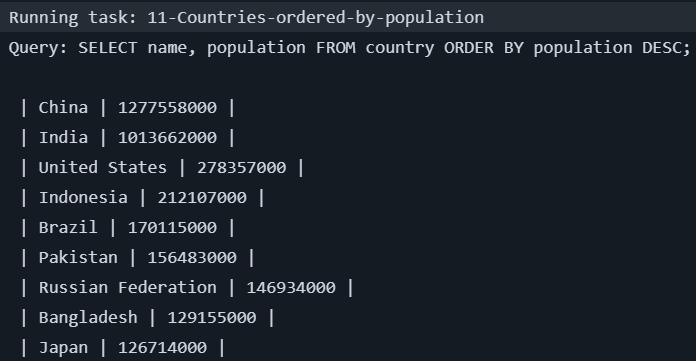 Running task: 11-Countries-ordered-by-population
Query: SELECT name, population FROM country ORDER BY population DESC;
| China | 1277558000 |
| India | 1013662000 |
| United States | 278357000 |
| Indonesia | 212107000 |
| Brazil | 170115000 |
| Pakistan | 156483000 |
| Russian Federation | 146934000 |
| Bangladesh | 129155000 |
| Japan | 126714000 |